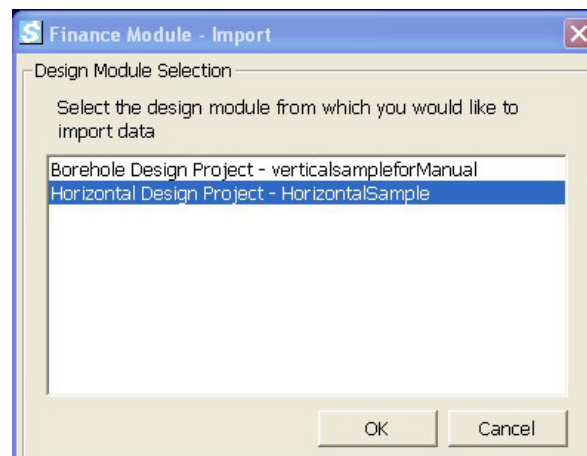 Finance Module - Import
Design Module Selection
Select the design module from which you would like to
import data
Borehole Design Project - verticalsampleforManual
Horizontal Design Project - HorizontalSample
OK
Cancel